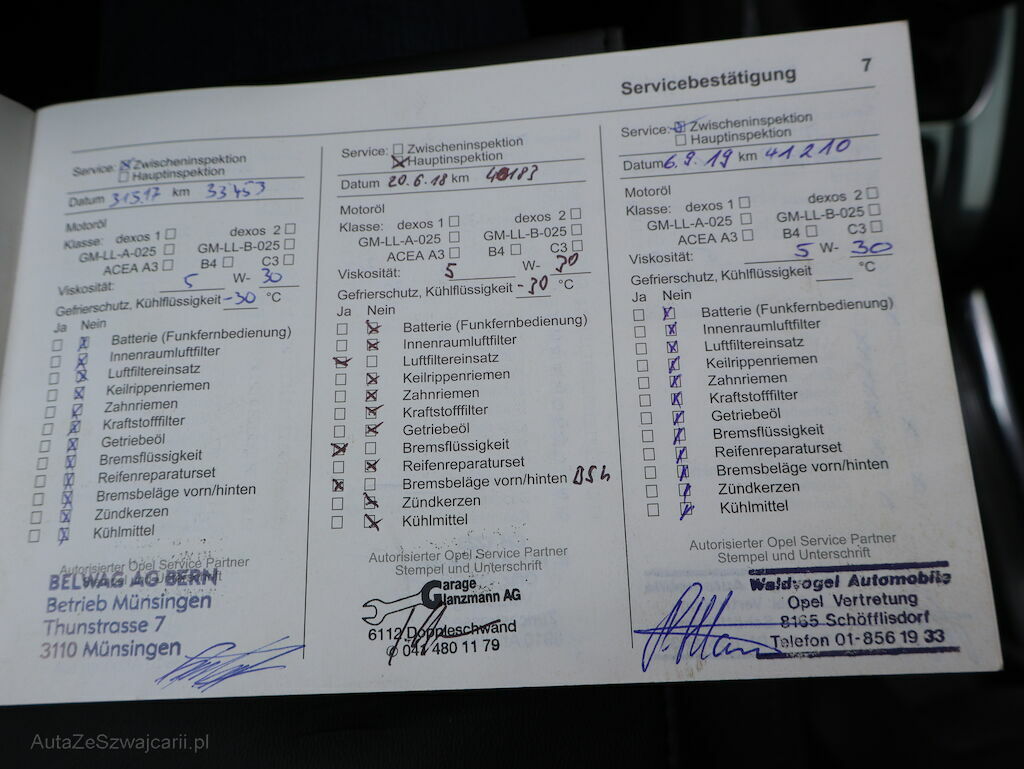 Servicebestätigung 7
Service: Zwischeninspektion
Hauptinspektion
Datum 31.5.17 km 33453
Motoröl
Klasse: dexos 1 dexos 2
GM-LL-A-025 GM-LL-B-025
ACEA A3 B4 C3
Viskosität: 5 W- 30
Gefrierschutz, Kühlflüssigkeit -30 °C
Ja Nein
Batterie (Funkfernbedienung)
Innenraumluftfilter
Luftfiltereinsatz
Keilrippenriemen
Zahnriemen
Kraftstofffilter
Getriebeöl
Bremsflüssigkeit
Reifenreparaturset
Bremsbeläge vorn/hinten
Zündkerzen
Kühlmittel
Autorisierter Opel Service Partner
Stempel und Unterschrift
BELWAG AG BERN
Betrieb Münsingen
Thunstrasse 7
3110 Münsingen
Service: Zwischeninspektion
Hauptinspektion
Datum 20.6.18 km
Motoröl
Klasse: dexos 1 dexos 2
GM-LL-A-025 GM-LL-B-025
ACEA A3 B4 C3
Viskosität: 5 W- 30
Gefrierschutz, Kühlflüssigkeit -30 °C
Ja Nein
Batterie (Funkfernbedienung)
Innenraumluftfilter
Luftfiltereinsatz
Keilrippenriemen
Zahnriemen
Kraftstofffilter
Getriebeöl
Bremsflüssigkeit
Reifenreparaturset
Bremsbeläge vorn/hinten
Zündkerzen
Kühlmittel
Autorisierter Opel Service Partner
Stempel und Unterschrift
Garage
Glanzmann AG
6112 Doppleschwand
041 480 11 79
Service: Zwischeninspektion
Hauptinspektion
Datum 6.9.19 km 41210
Motoröl
Klasse: dexos 1 dexos 2
GM-LL-A-025 GM-LL-B-025
ACEA A3 B4 C3
Viskosität: 5 W- 30
Gefrierschutz, Kühlflüssigkeit °C
Ja Nein
Batterie (Funkfernbedienung)
Innenraumluftfilter
Luftfiltereinsatz
Keilrippenriemen
Zahnriemen
Kraftstofffilter
Getriebeöl
Bremsflüssigkeit
Reifenreparaturset
Bremsbeläge vorn/hinten
Zündkerzen
Kühlmittel
Autorisierter Opel Service Partner
Stempel und Unterschrift
Waldvogel Automobile
Opel Vertretung
8165 Schöfflisdorf
Telefon 01-856 19 33
AutaZeSzwajcarii.pl